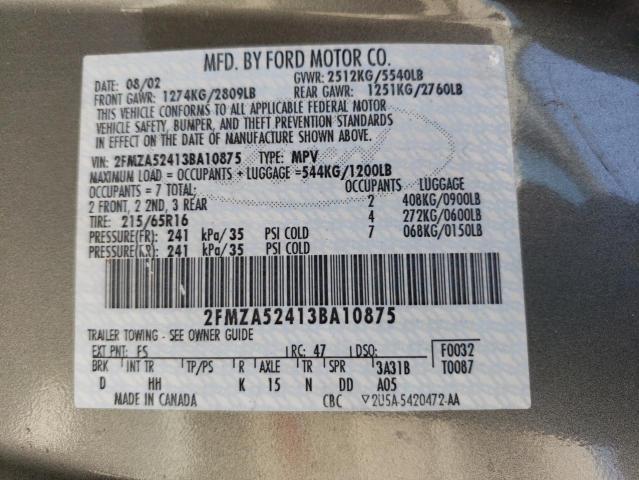 MFD. BY FORD MOTOR CO.
DATE: 08/02 GVWR: 2512KG/5540LB
FRONT GAWR: 1274KG/2809LB REAR GAWR: 1251KG/2760LB
THIS VEHICLE CONFORMS TO ALL APPLICABLE FEDERAL MOTOR
VEHICLE SAFETY, BUMPER, AND THEFT PREVENTION STANDARDS
IN EFFECT ON THE DATE OF MANUFACTURE SHOWN ABOVE.
VIN: 2FMZA52413BA10875 TYPE: MPV
MAXIMUM LOAD = OCCUPANTS + LUGGAGE =544KG/1200LB
OCCUPANTS = 7 TOTAL: OCCUPANTS LUGGAGE
2 FRONT, 2 2ND, 3 REAR 2 408KG/0900LB
TIRE: 215/65R16 4 272KG/0600LB
PRESSURE(FR): 241 kPa/35 PSI COLD 7 068KG/0150LB
PRESSURE(RR): 241 kPa/35 PSI COLD
2FMZA52413BA10875
TRAILER TOWING - SEE OWNER GUIDE
EXT PNT: FS RC: 47 DSO: F0032
BRK INT TR TP/PS R AXLE TR SPR 3A31B T0087
D HH K 15 N DD A05
MADE IN CANADA CBC ▽2U5A-5420472-AA